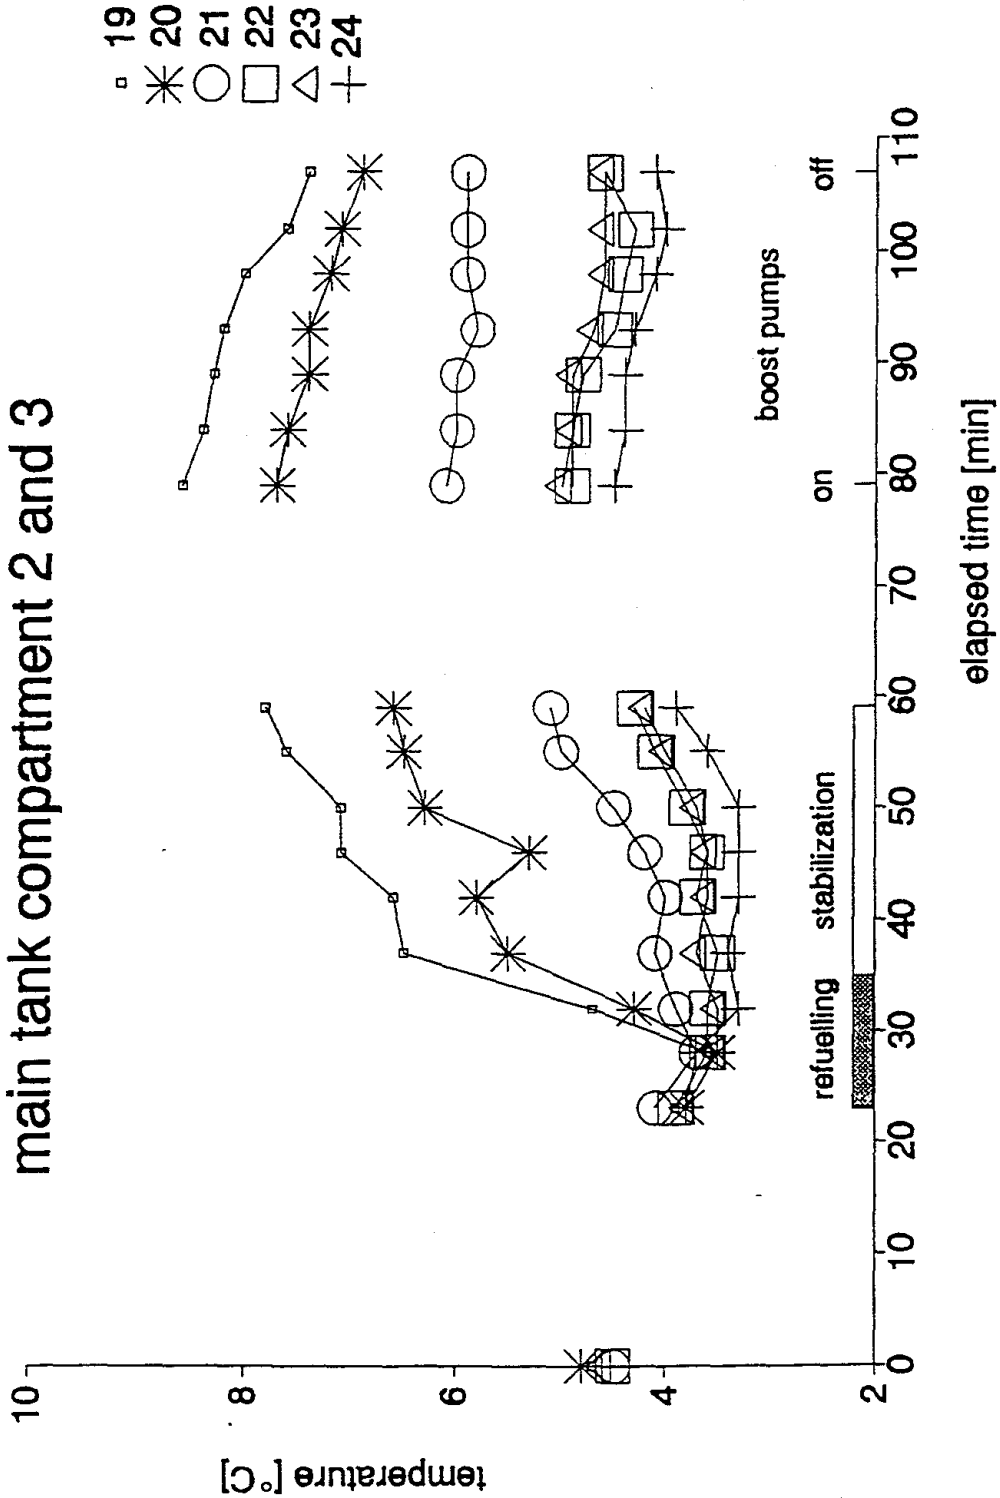 main tank compartment 2 and 3
19
20
21
22
23
24
10
8
6
4
2
temperature [°C]
refuelling
stabilization
boost pumps
on
off
0
10
20
30
40
50
60
70
80
90
100
110
elapsed time [min]